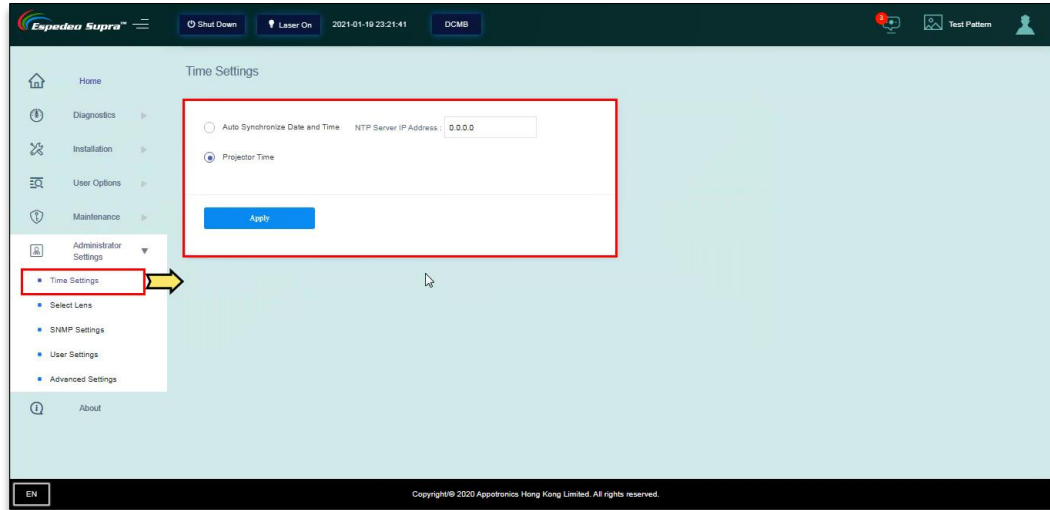 Espedeo Supra™
Shut Down
Laser On
2021-01-19 23:21:41
DCMB
3
Test Pattern
Home
Diagnostics
Installation
User Options
Maintenance
Administrator
Settings
Time Settings
Select Lens
SNMP Settings
User Settings
Advanced Settings
About
Time Settings
Auto Synchronize Date and Time NTP Server IP Address : 0.0.0.0
Projector Time
Apply
EN
Copyright/® 2020 Appotronics Hong Kong Limited. All rights reserved.